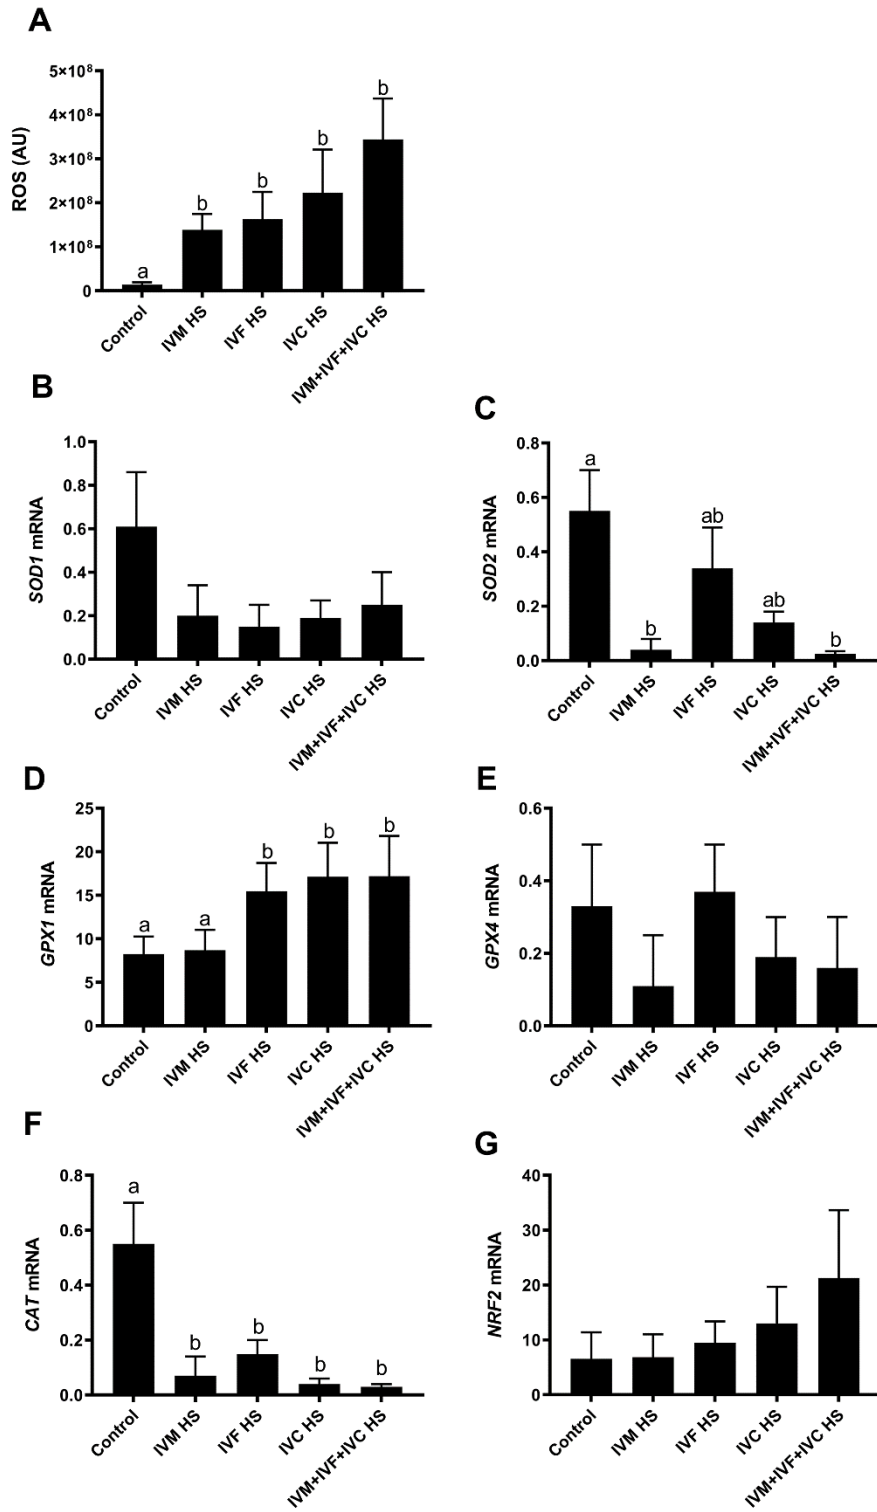 A
ROS (AU)
5×10⁸
4×10⁸
3×10⁸
2×10⁸
1×10⁸
0
a
b
b
b
b
Control
IVM HS
IVF HS
IVC HS
IVM+IVF+IVC HS
B
SOD1 mRNA
1.0
0.8
0.6
0.4
0.2
0.0
Control
IVM HS
IVF HS
IVC HS
IVM+IVF+IVC HS
C
SOD2 mRNA
0.8
0.6
0.4
0.2
0.0
a
b
ab
ab
b
Control
IVM HS
IVF HS
IVC HS
IVM+IVF+IVC HS
D
GPX1 mRNA
25
20
15
10
5
0
a
a
b
b
b
Control
IVM HS
IVF HS
IVC HS
IVM+IVF+IVC HS
E
GPX4 mRNA
0.6
0.4
0.2
0.0
Control
IVM HS
IVF HS
IVC HS
IVM+IVF+IVC HS
F
CAT mRNA
0.8
0.6
0.4
0.2
0.0
a
b
b
b
b
Control
IVM HS
IVF HS
IVC HS
IVM+IVF+IVC HS
G
NRF2 mRNA
40
30
20
10
0
Control
IVM HS
IVF HS
IVC HS
IVM+IVF+IVC HS